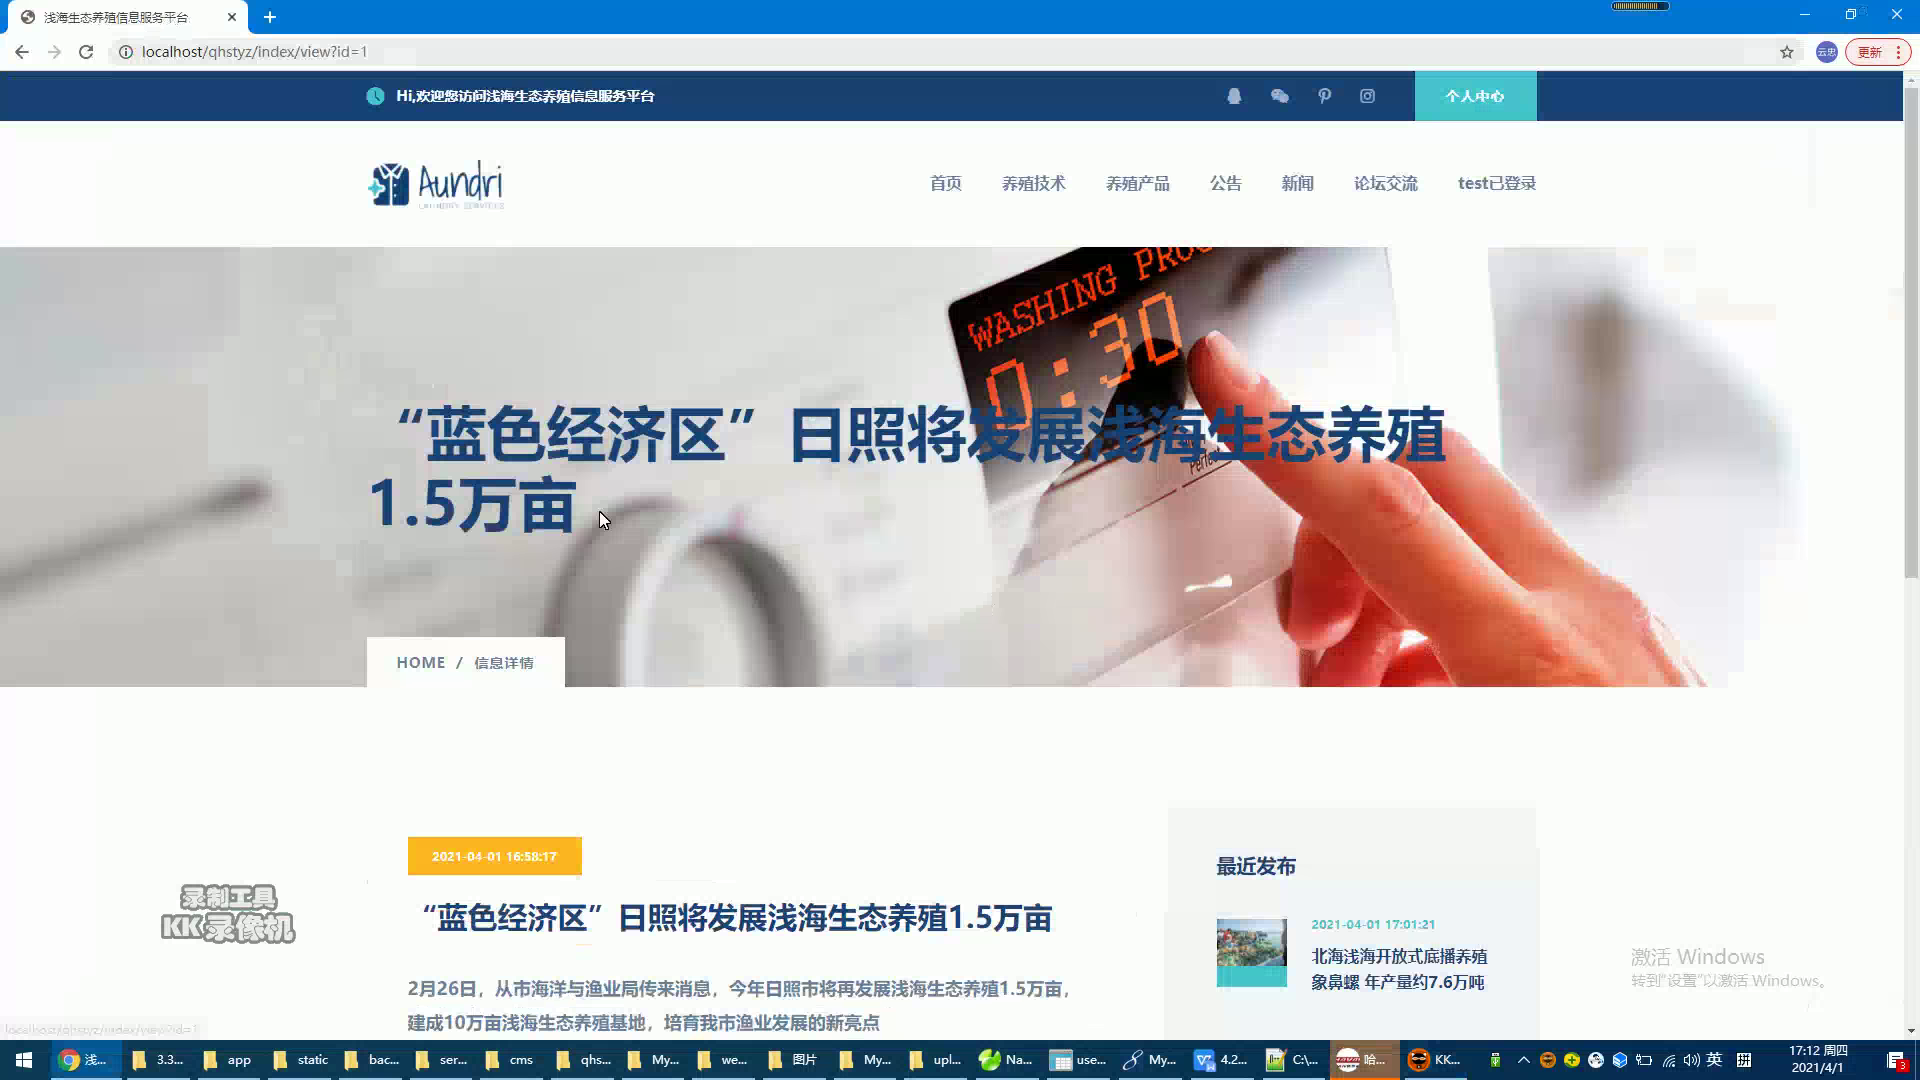 浅海生态养殖信息服务平台
localhost/qhstyz/index/view?id=1
更新
Hi,欢迎您访问浅海生态养殖信息服务平台
个人中心
Aundri
首页 养殖技术 养殖产品 公告 新闻 论坛交流 test已登录
WASHING PROG
0:30
Perfec
“蓝色经济区”日照将发展浅海生态养殖
1.5万亩
HOME / 信息详情
2021-04-01 16:58:17
“蓝色经济区”日照将发展浅海生态养殖1.5万亩
2月26日，从市海洋与渔业局传来消息，今年日照市将再发展浅海生态养殖1.5万亩，
建成10万亩浅海生态养殖基地，培育我市渔业发展的新亮点
最近发布
2021-04-01 17:01:21
北海浅海开放式底播养殖
象鼻螺 年产量约7.6万吨
录制工具
KK录像机
激活 Windows
转到“设置”以激活 Windows。
localhost/qhstyz/index/view?id=1
浅... 3.3... app static bac... ser... cms qhs... My... we... 图片 My... upl... Na... use... My... 4.2... C:\... 哈... KK... 英 17:12 周四
2021/4/1
3